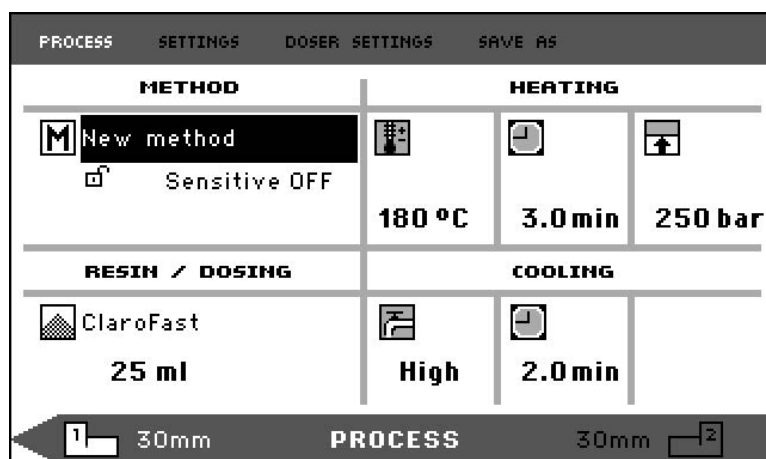 PROCESS SETTINGS DOSER SETTINGS SAVE AS
METHOD HEATING
M New method
Sensitive OFF
180 ºC 3.0 min 250 bar
RESIN / DOSING COOLING
ClaroFast
25 ml High 2.0 min
1 30mm PROCESS 30mm 2